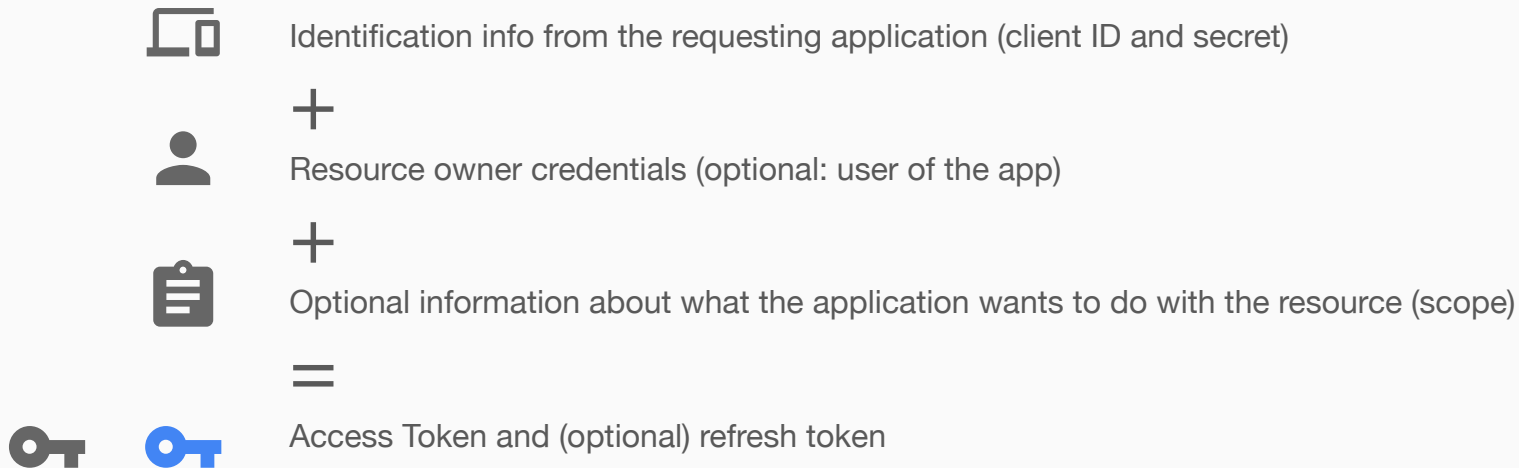 Identification info from the requesting application (client ID and secret)
+
Resource owner credentials (optional: user of the app)
+
Optional information about what the application wants to do with the resource (scope)
=
Access Token and (optional) refresh token